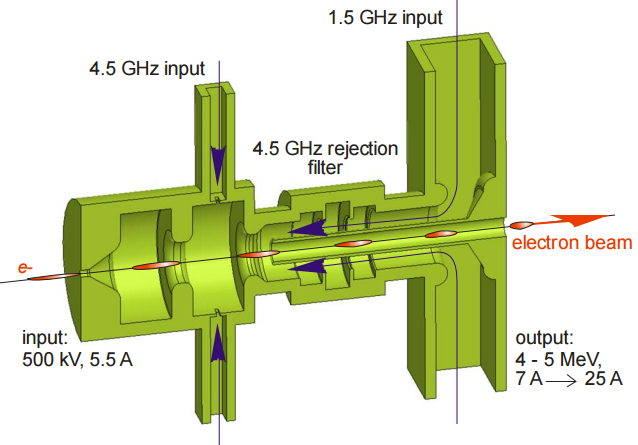 1.5 GHz input
4.5 GHz input
4.5 GHz rejection
filter
electron beam
e-
input:
500 kV, 5.5 A
output:
4 - 5 MeV,
7 A → 25 A